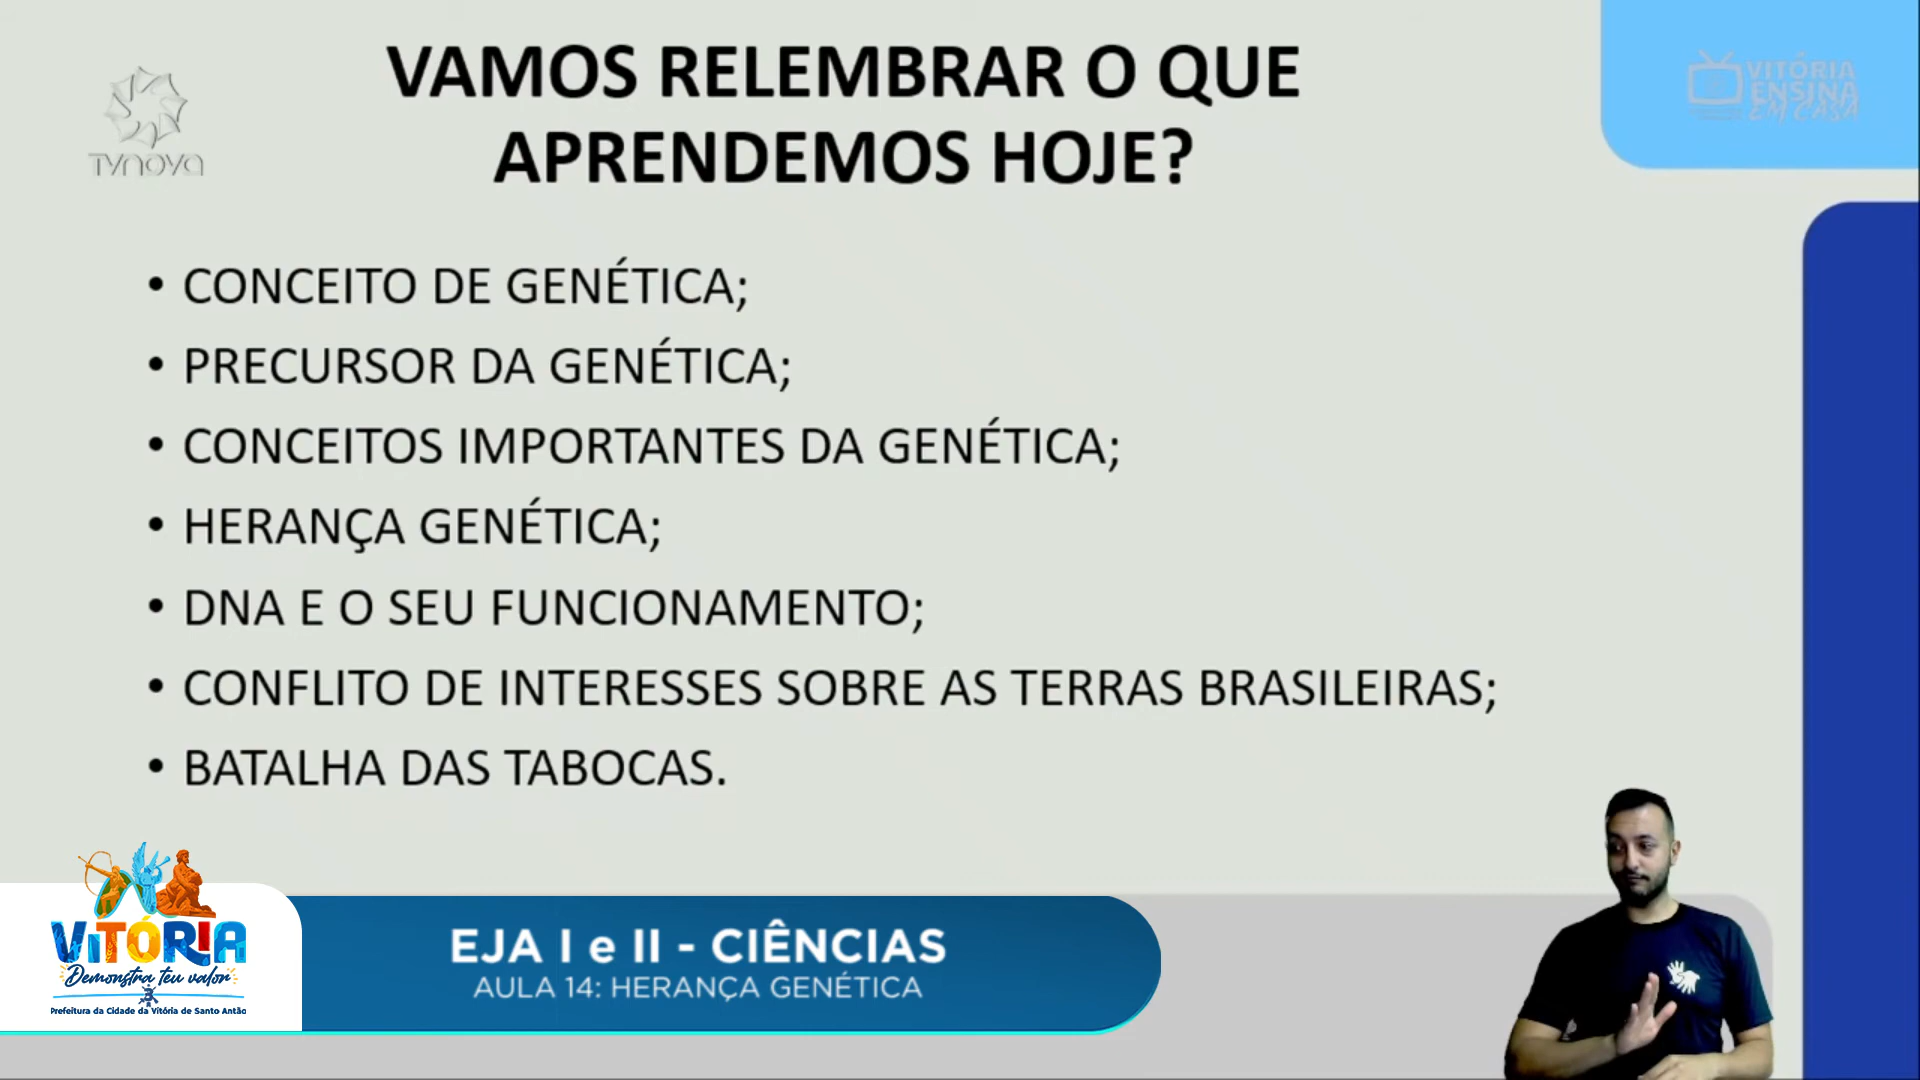 VAMOS RELEMBRAR O QUE
APRENDEMOS HOJE?
TVNOVA
VITÓRIA
ENSINA
EM CASA
• CONCEITO DE GENÉTICA;
• PRECURSOR DA GENÉTICA;
• CONCEITOS IMPORTANTES DA GENÉTICA;
• HERANÇA GENÉTICA;
• DNA E O SEU FUNCIONAMENTO;
• CONFLITO DE INTERESSES SOBRE AS TERRAS BRASILEIRAS;
• BATALHA DAS TABOCAS.
VITÓRIA
Demonstra teu valor
Prefeitura da Cidade da Vitória de Santo Antão
EJA I e II - CIÊNCIAS
AULA 14: HERANÇA GENÉTICA